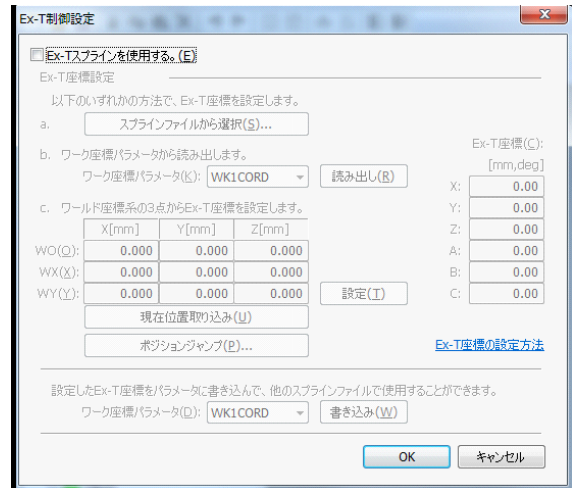 Ex-T制御設定
Ex-Tスプラインを使用する。(E)
Ex-T座標設定
以下のいずれかの方法で、Ex-T座標を設定します。
a. スプラインファイルから選択(S)...
b. ワーク座標パラメータから読み出します。
ワーク座標パラメータ(K): WK1CORD 読み出し(R)
c. ワールド座標系の3点からEx-T座標を設定します。
X[mm] Y[mm] Z[mm]
WO(O): 0.000 0.000 0.000
WX(X): 0.000 0.000 0.000
WY(Y): 0.000 0.000 0.000 設定(T)
現在位置取り込み(U)
ポジションジャンプ(P)...
Ex-T座標(C):
[mm,deg]
X: 0.00
Y: 0.00
Z: 0.00
A: 0.00
B: 0.00
C: 0.00
Ex-T座標の設定方法
設定したEx-T座標をパラメータに書き込んで、他のスプラインファイルで使用することができます。
ワーク座標パラメータ(D): WK1CORD 書き込み(W)
OK キャンセル